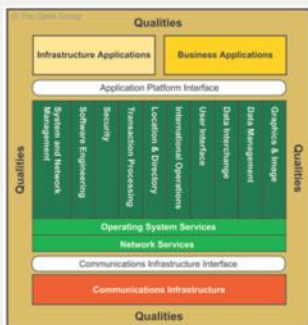 © The Open Group
Qualities
Infrastructure Applications
Business Applications
Application Platform Interface
Qualities
System and Network Management
Software Engineering
Security
Transaction Processing
Location & Directory
International Operations
User Interface
Data Interchange
Data Management
Graphics & Image
Qualities
Operating System Services
Network Services
Communications Infrastructure Interface
Communications Infrastructure
Qualities